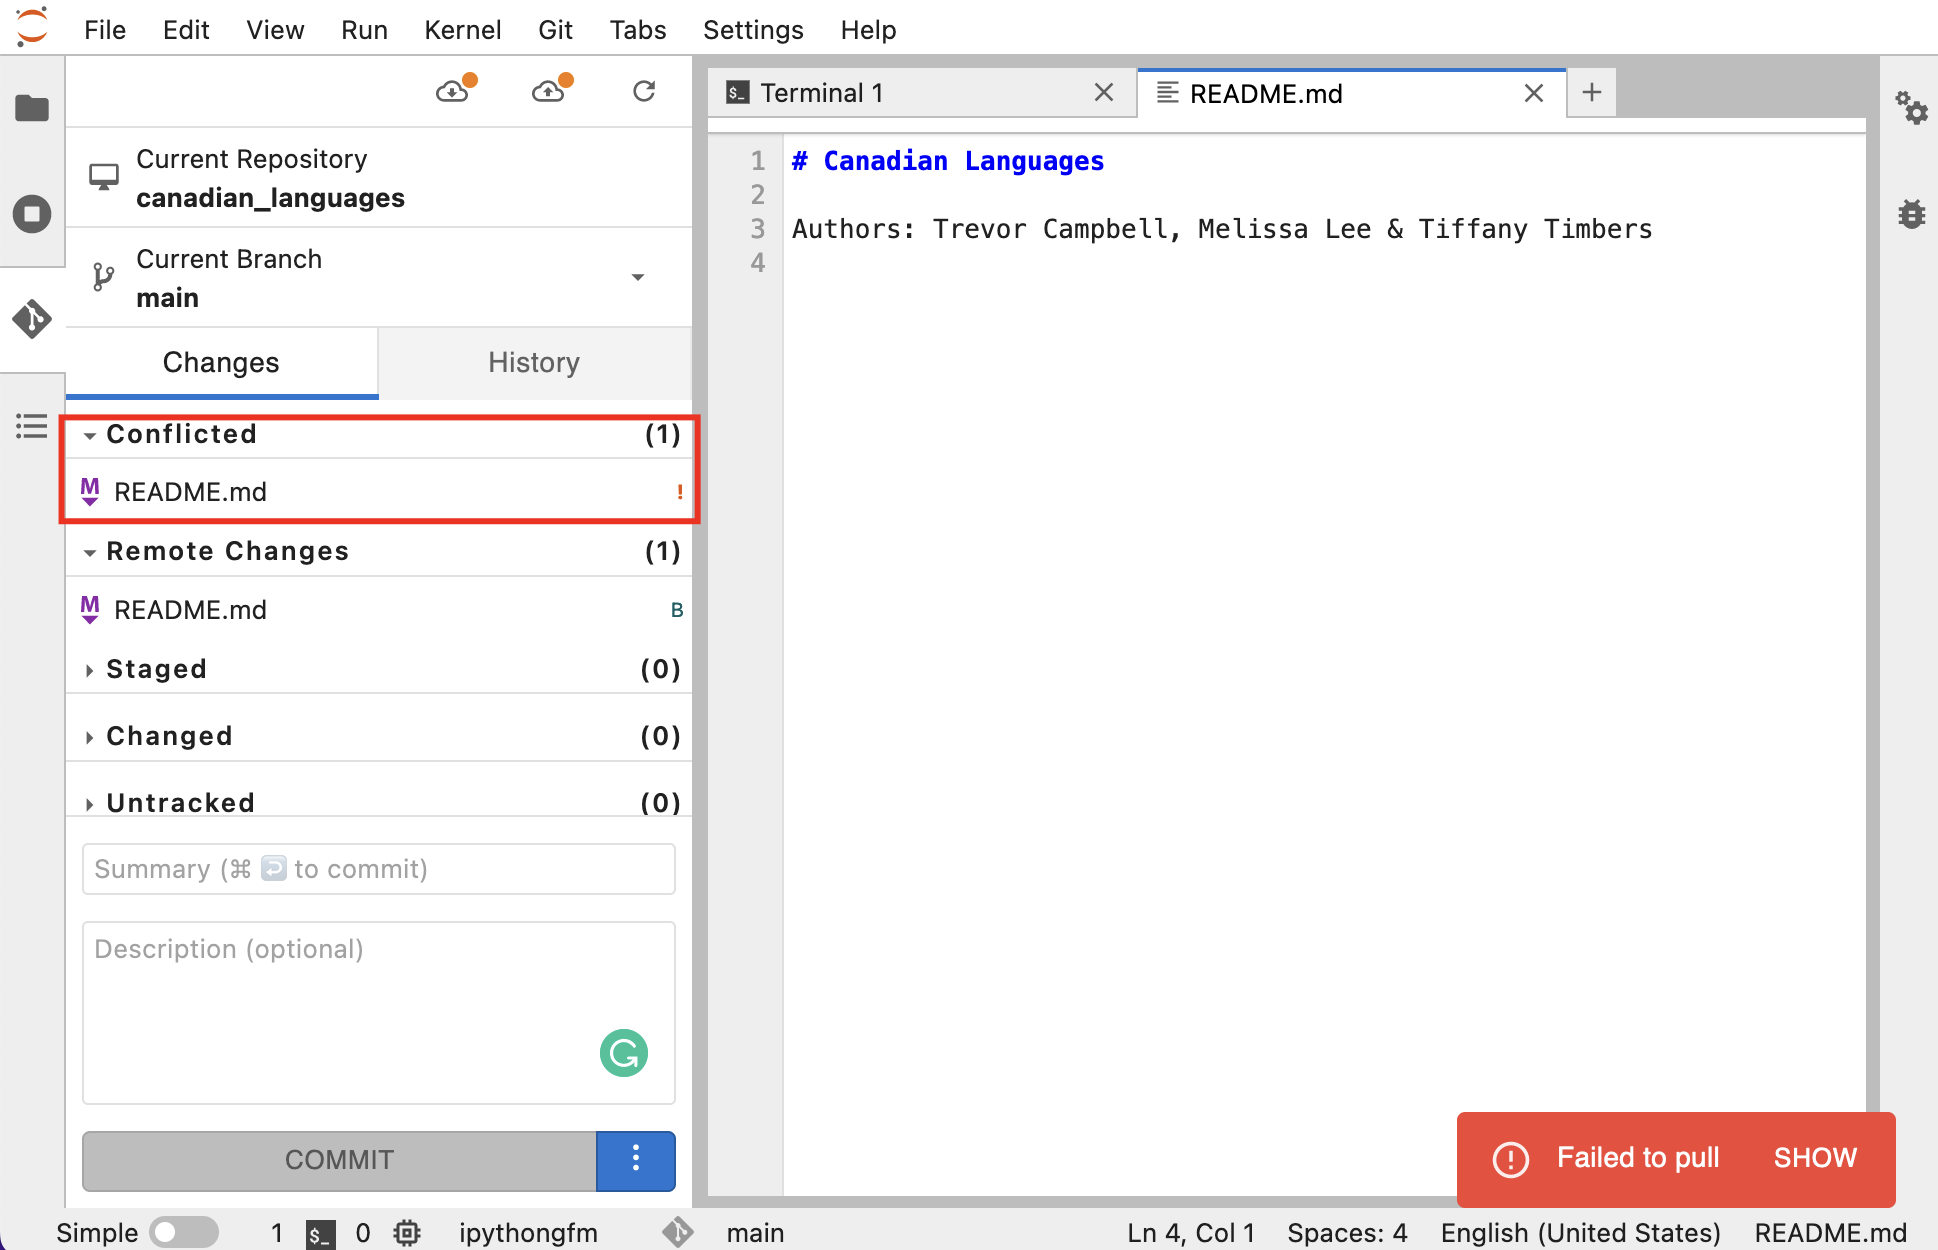 File Edit View Run Kernel Git Tabs Settings Help
Current Repository
canadian_languages
Current Branch
main
Changes History
Conflicted (1)
M README.md !
Remote Changes (1)
M README.md B
Staged (0)
Changed (0)
Untracked (0)
Summary (⌘ ↩ to commit)
Description (optional)
COMMIT
$_ Terminal 1
README.md
1 # Canadian Languages
2
3 Authors: Trevor Campbell, Melissa Lee & Tiffany Timbers
4
Failed to pull SHOW
Simple 1 $_ 0 ipythongfm main Ln 4, Col 1 Spaces: 4 English (United States) README.md